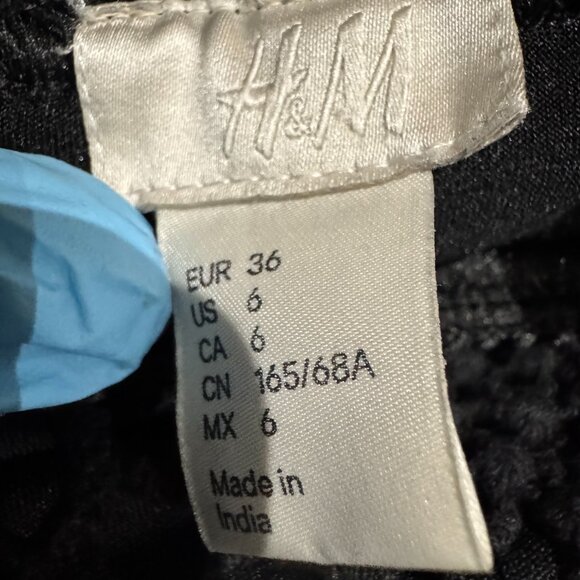 H&M
EUR 36
US 6
CA 6
CN 165/68A
MX 6
Made in
India